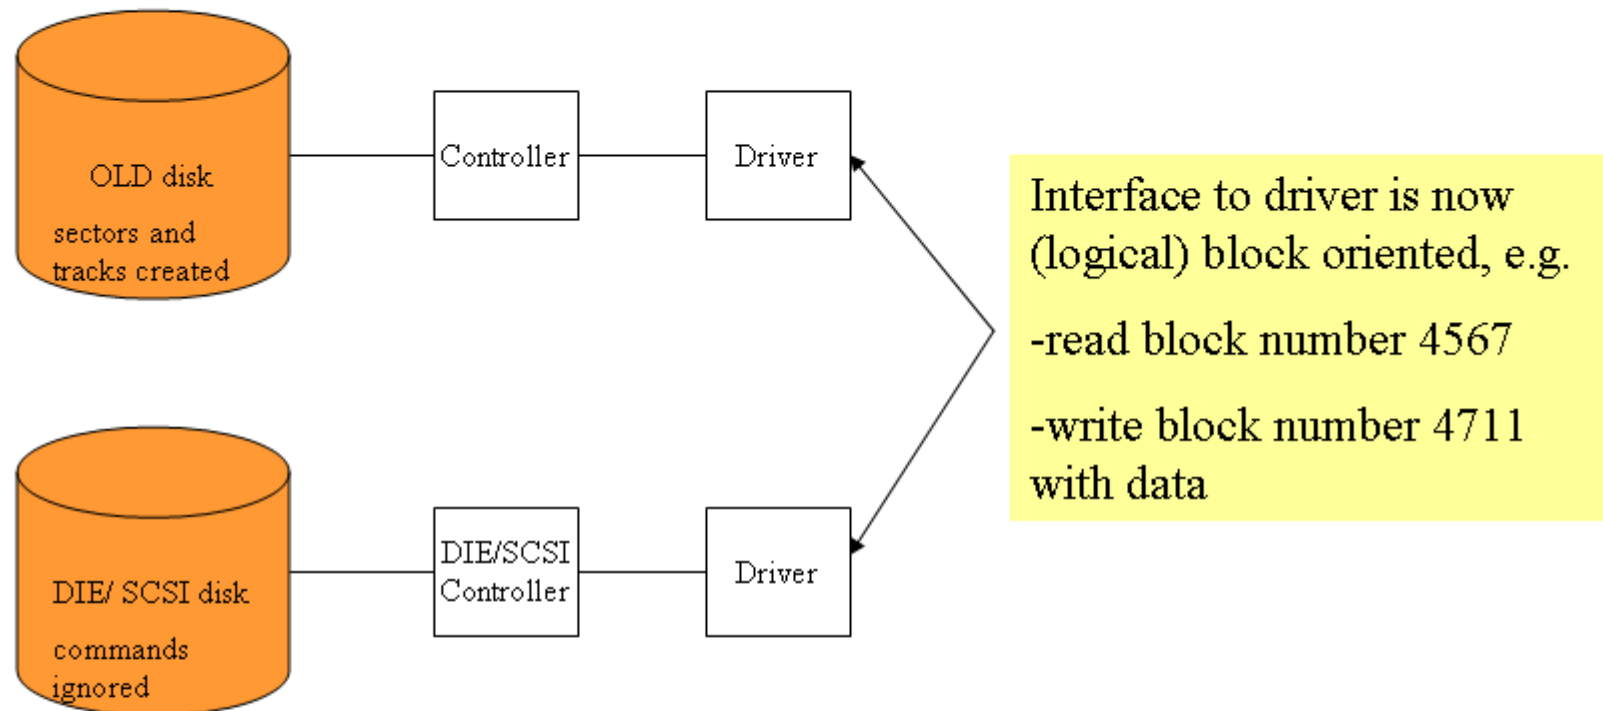 OLD disk
sectors and
tracks created
Controller
Driver
Interface to driver is now
(logical) block oriented, e.g.
-read block number 4567
-write block number 4711
with data
DIE/ SCSI disk
commands
ignored
DIE/SCSI
Controller
Driver